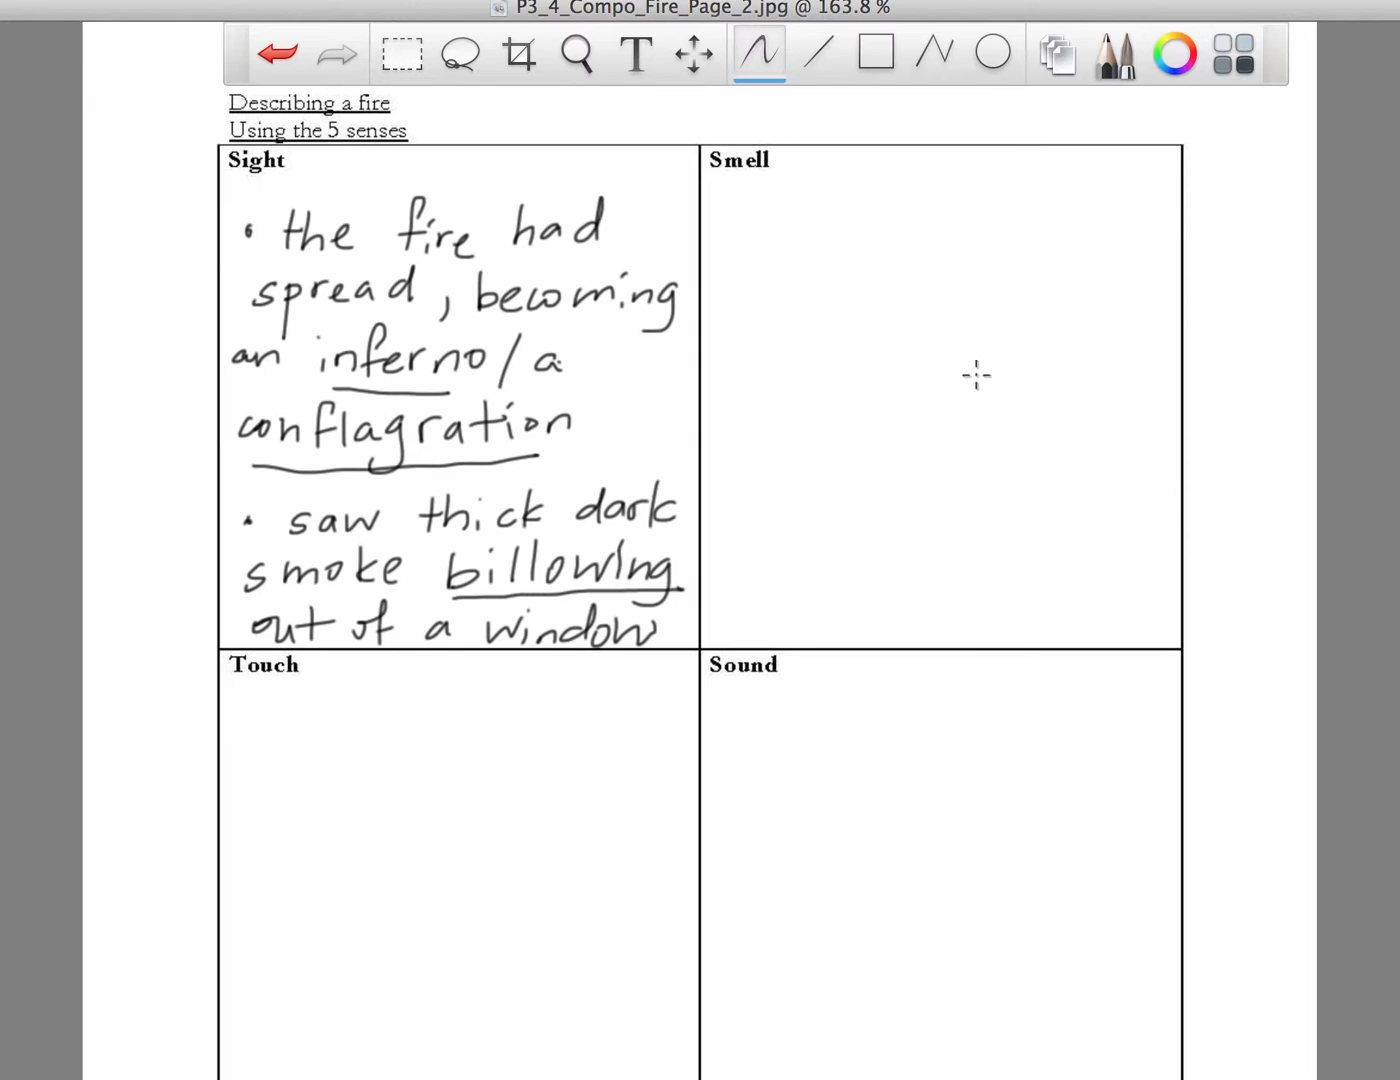 P3_4_Compo_Fire_Page_2.jpg @ 163.8 %
T
Describing a fire
Using the 5 senses
Sight
• the fire had
spread, becoming
an inferno/a
conflagration
• saw thick dark
smoke billowing
out of a window
Smell
Touch
Sound